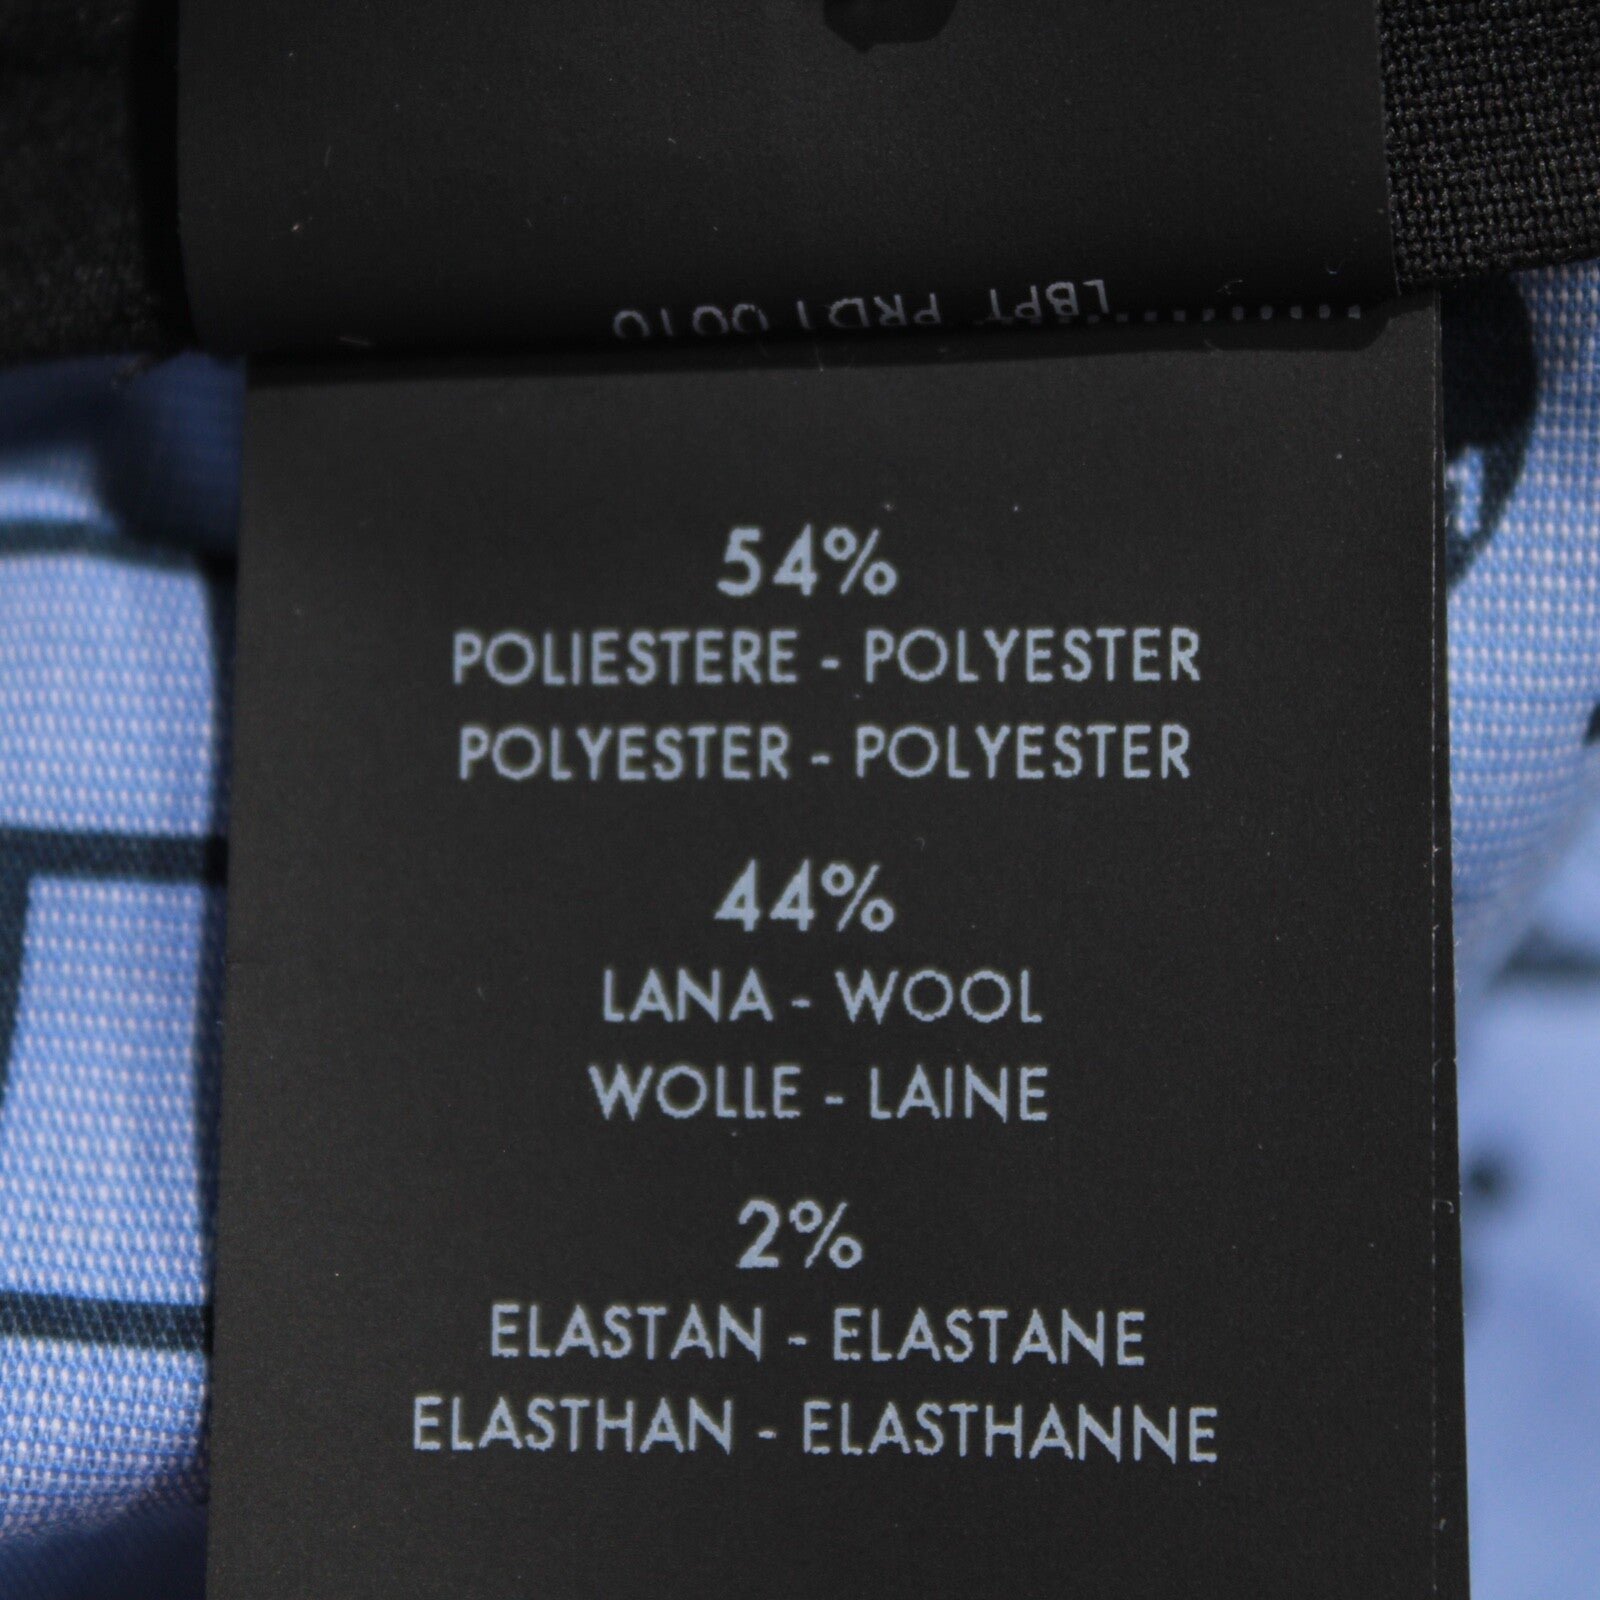 54%
POLIESTERE - POLYESTER
POLYESTER - POLYESTER
44%
LANA - WOOL
WOLLE - LAINE
2%
ELASTAN - ELASTANE
ELASTHAN - ELASTHANNE